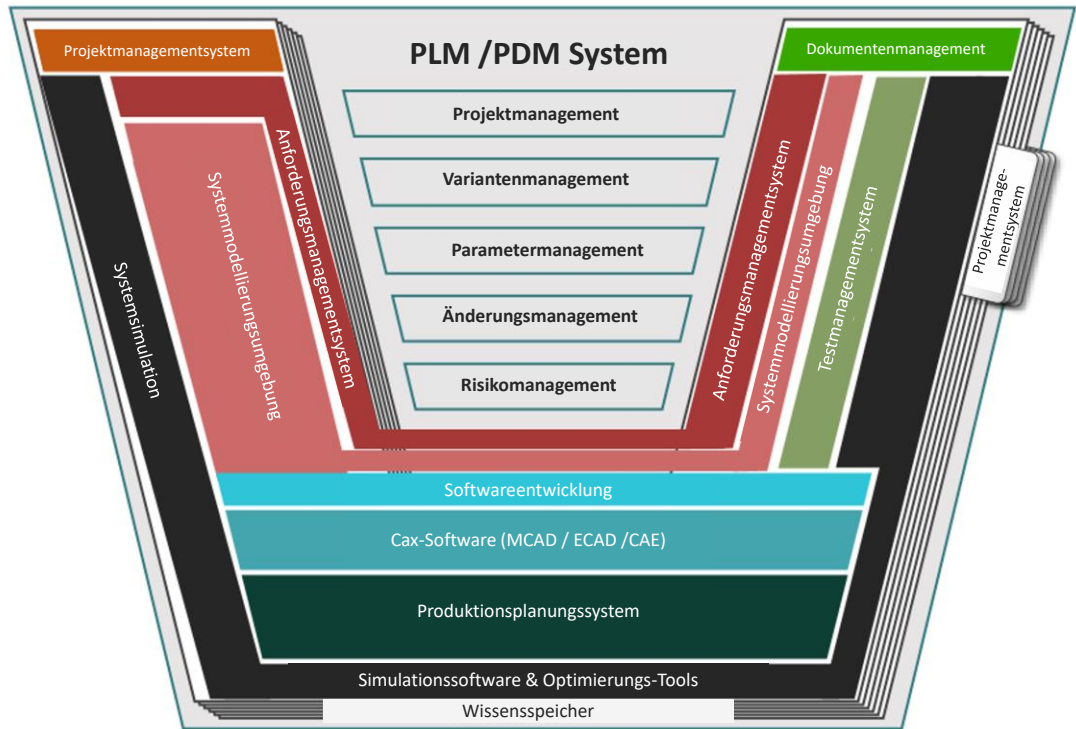 Projektmanagementsystem
PLM /PDM System
Dokumentenmanagement
Projektmanagement
Variantenmanagement
Parametermanagement
Änderungsmanagement
Risikomanagement
Anforderungsmanagementsystem
Systemmodellierungsumgebung
Systemsimulation
Anforderungsmanagementsystem
Systemmodellierungsumgebung
Testmanagementsystem
Projektmanage-
mentsystem
Softwareentwicklung
Cax-Software (MCAD / ECAD /CAE)
Produktionsplanungssystem
Simulationssoftware & Optimierungs-Tools
Wissensspeicher